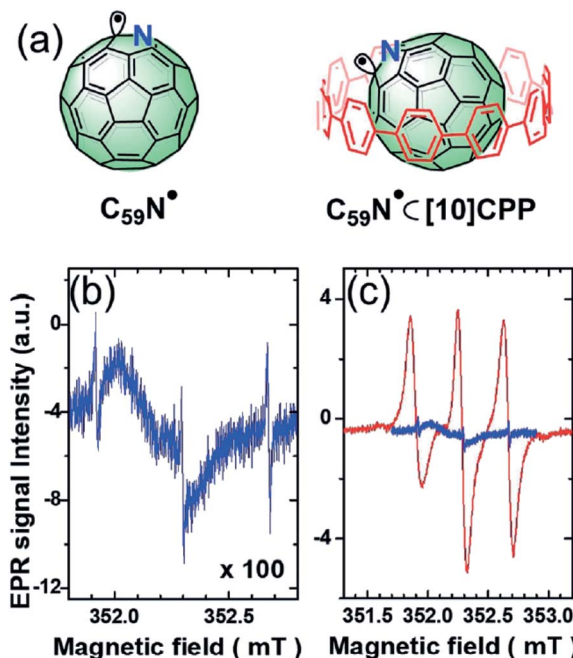 (a)
N
N
C₅₉N•
C₅₉N•⊂[10]CPP
(b)
(c)
EPR signal Intensity (a.u.)
0
-4
-8
-12
x 100
352.0
352.5
Magnetic field ( mT )
4
0
-4
351.5
352.0
352.5
353.0
Magnetic field ( mT )